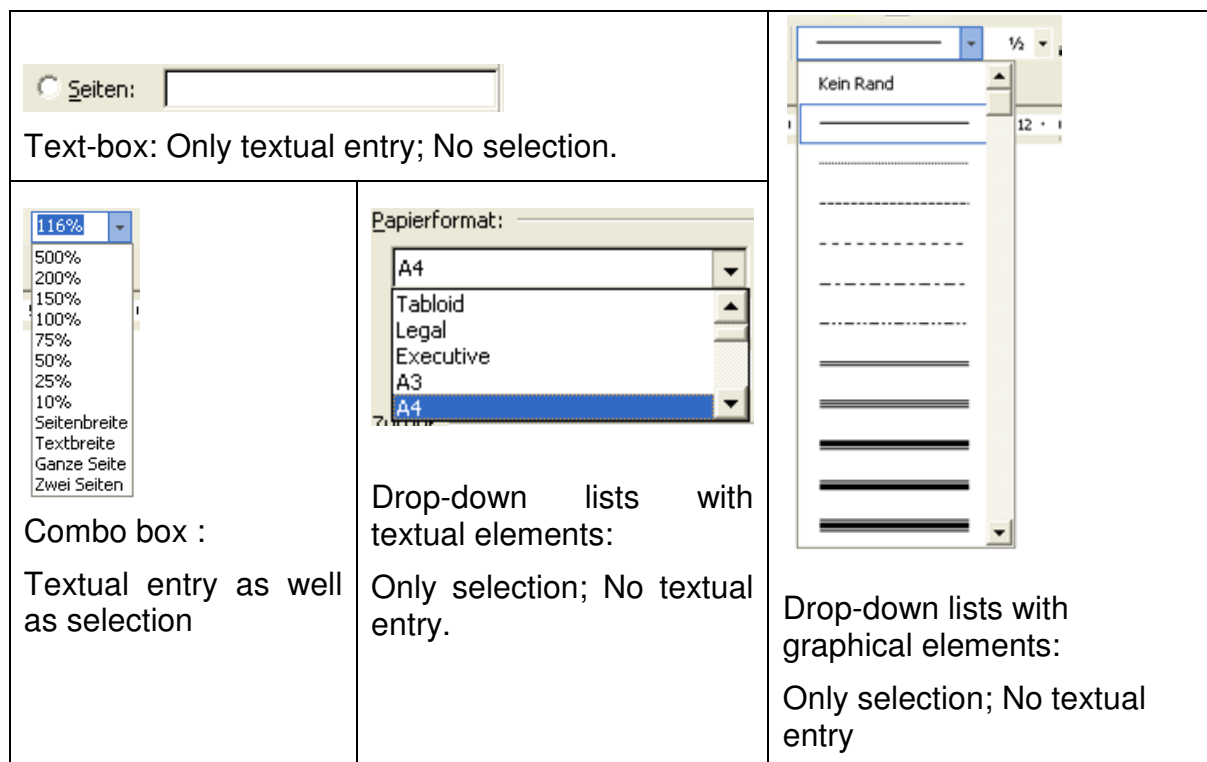 Seiten:
Text-box: Only textual entry; No selection.
116%
500%
200%
150%
100%
75%
50%
25%
10%
Seitenbreite
Textbreite
Ganze Seite
Zwei Seiten
Combo box :
Textual entry as well
as selection
Papierformat:
A4
Tabloid
Legal
Executive
A3
A4
Drop-down lists with
textual elements:
Only selection; No textual
entry.
½
Kein Rand
12
Drop-down lists with
graphical elements:
Only selection; No textual
entry